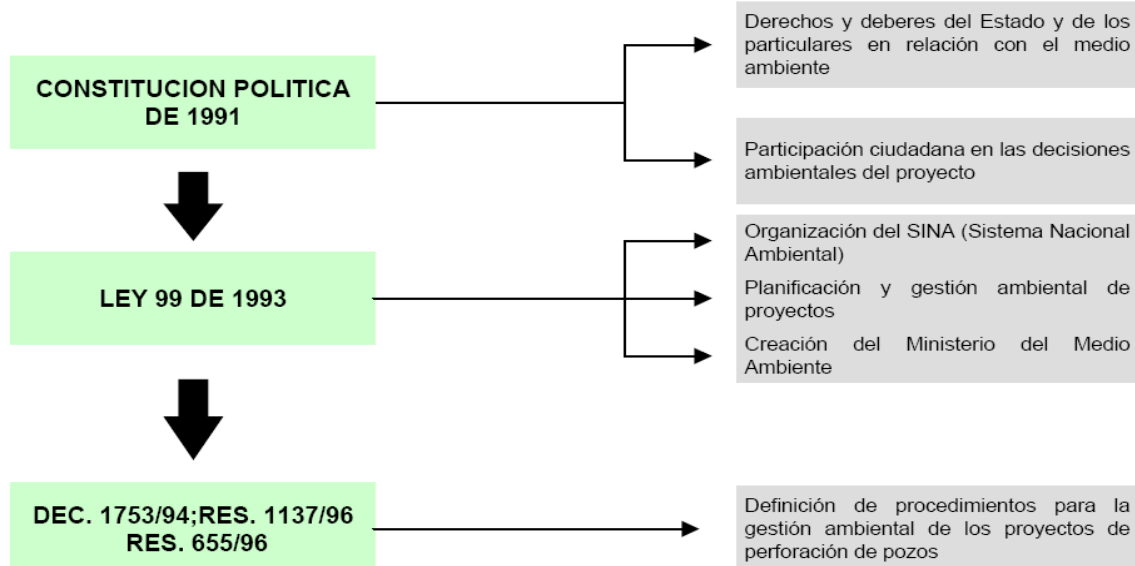 Derechos y deberes del Estado y de los
particulares en relación con el medio
ambiente
CONSTITUCION POLITICA
DE 1991
Participación ciudadana en las decisiones
ambientales del proyecto
Organización del SINA (Sistema Nacional
Ambiental)
LEY 99 DE 1993
Planificación y gestión ambiental de
proyectos
Creación del Ministerio del Medio
Ambiente
DEC. 1753/94;RES. 1137/96
RES. 655/96
Definición de procedimientos para la
gestión ambiental de los proyectos de
perforación de pozos